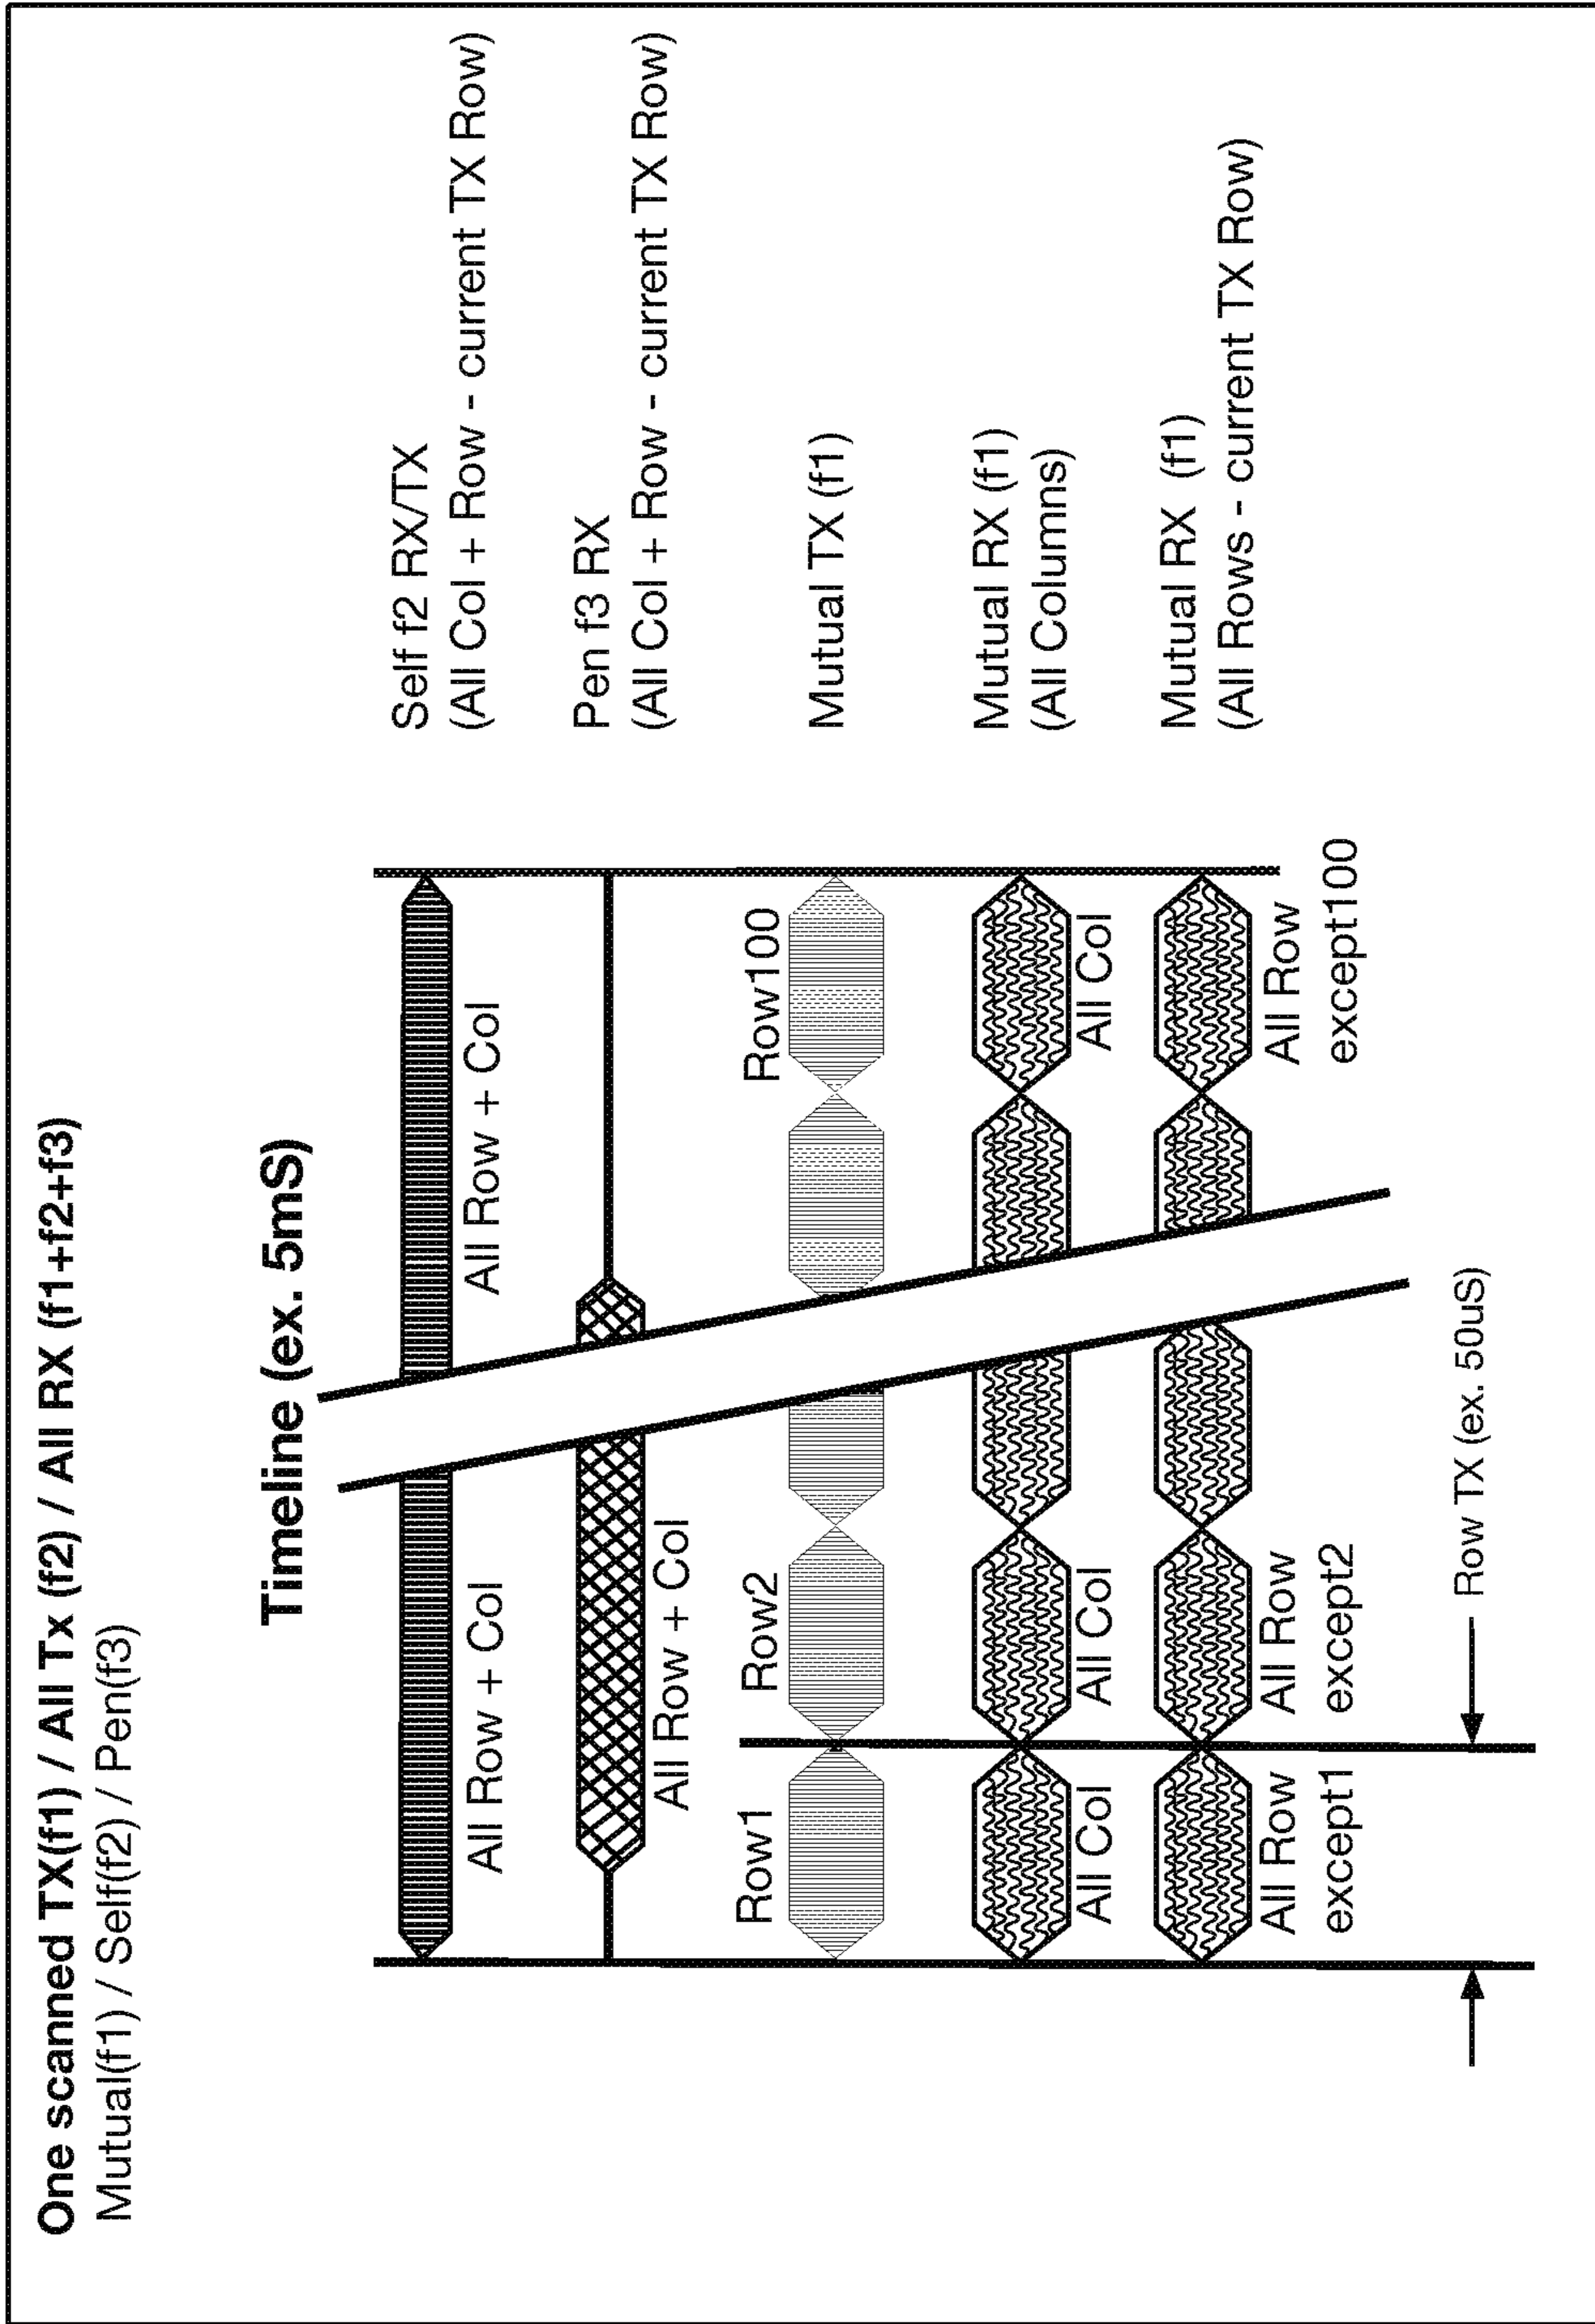 One scanned TX(f1) / All Tx (f2) / All RX (f1+f2+f3)
Mutual(f1) / Self(f2) / Pen(f3)
Timeline (ex. 5mS)
All Row + Col
All Row + Col
Self f2 RX/TX
(All Col + Row - current TX Row)
All Row + Col
Pen f3 RX
(All Col + Row - current TX Row)
Row1
Row2
Row100
Mutual TX (f1)
All Col
All Col
All Col
Mutual RX (f1)
(All Columns)
All Row
except1
All Row
except2
All Row
except100
Mutual RX (f1)
(All Rows - current TX Row)
Row TX (ex. 50uS)